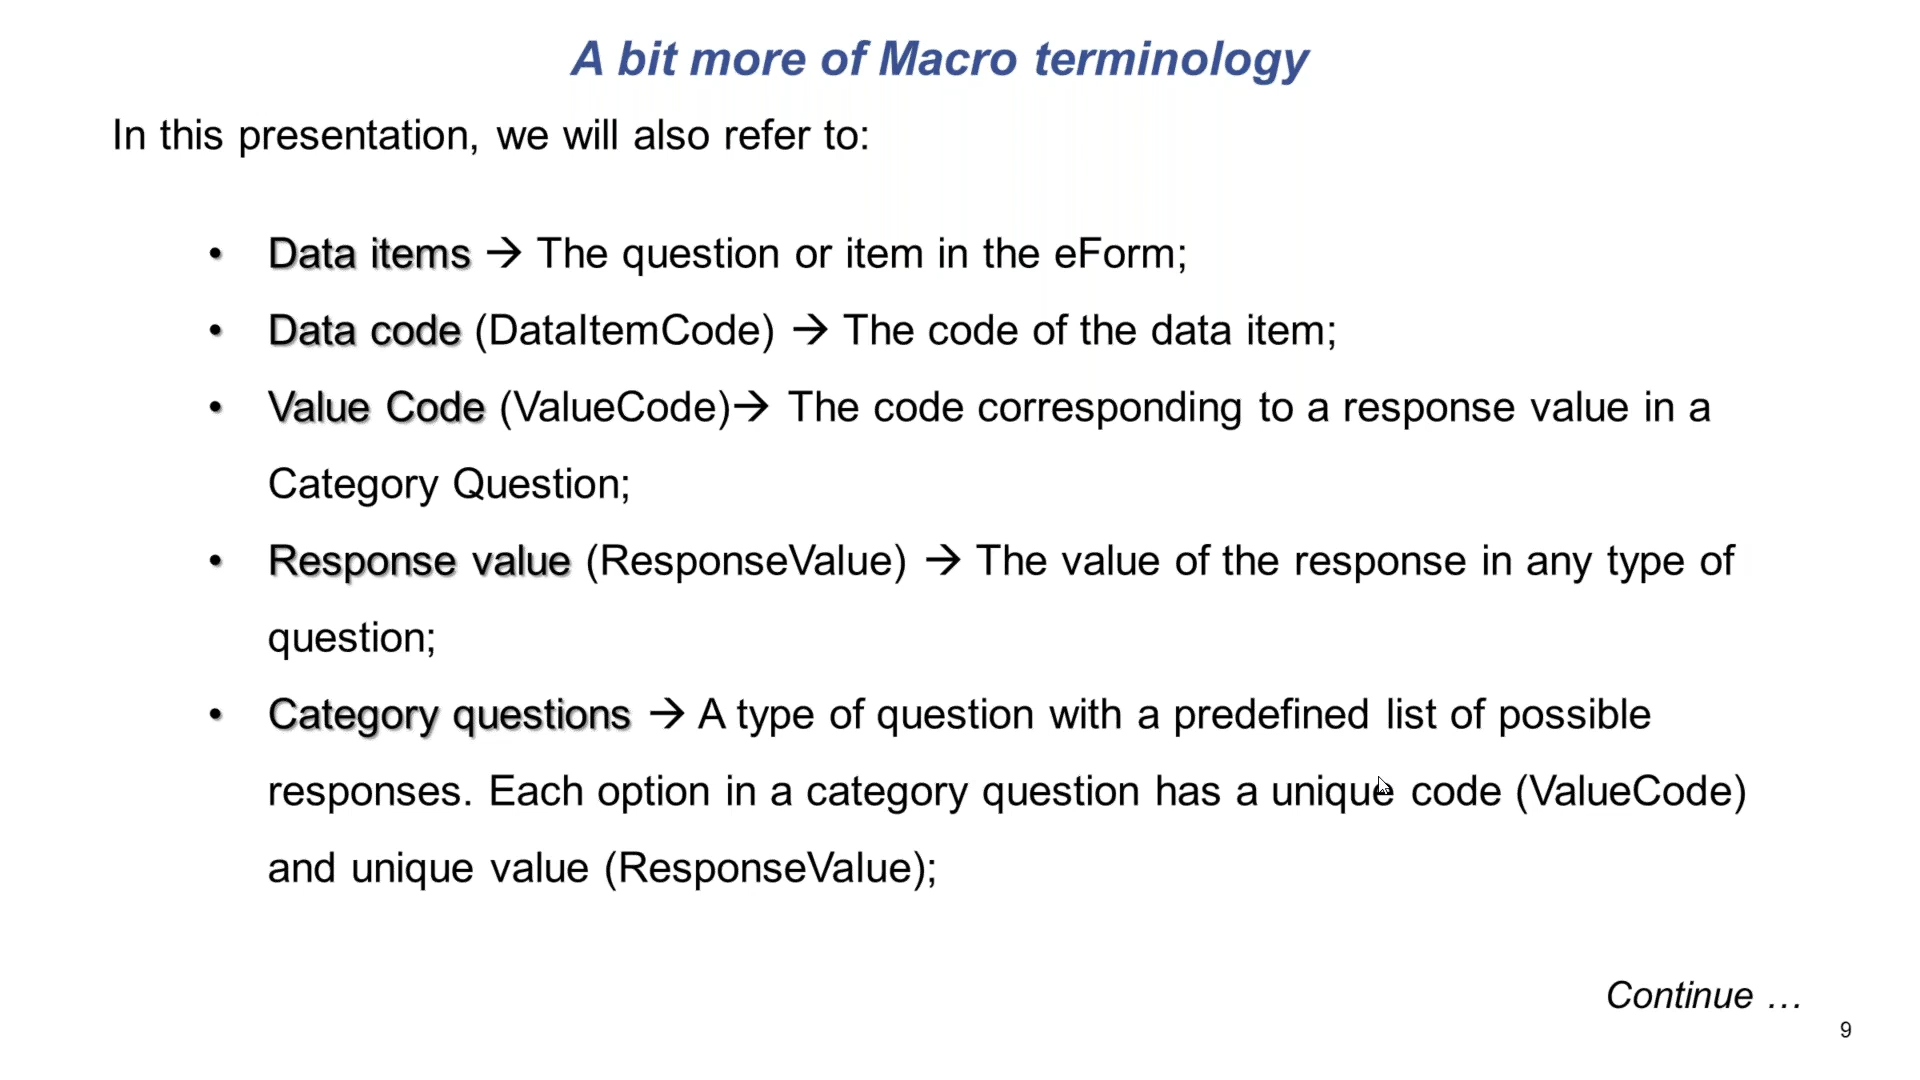 A bit more of Macro terminology
In this presentation, we will also refer to:
• Data items → The question or item in the eForm;
• Data code (DataItemCode) → The code of the data item;
• Value Code (ValueCode)→ The code corresponding to a response value in a
Category Question;
• Response value (ResponseValue) → The value of the response in any type of
question;
• Category questions → A type of question with a predefined list of possible
responses. Each option in a category question has a unique code (ValueCode)
and unique value (ResponseValue);
Continue …
9